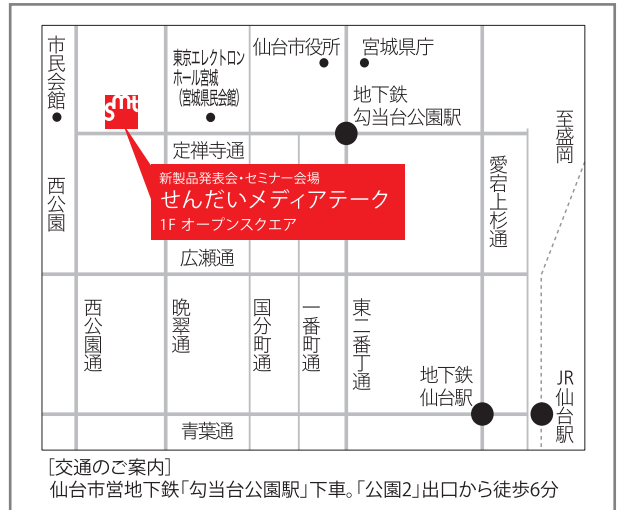 市民会館
smt
東京エレクトロン
ホール宮城
(宮城県民会館)
仙台市役所
宮城県庁
地下鉄
勾当台公園駅
至盛岡
定禅寺通
新製品発表会・セミナー会場
せんだいメディアテーク
1F オープンスクエア
西公園
愛宕上杉通
広瀬通
西公園通
晩翠通
国分町通
一番町通
東二番丁通
地下鉄
仙台駅
JR仙台駅
青葉通
[交通のご案内]
仙台市営地下鉄「勾当台公園駅」下車。「公園2」出口から徒歩6分